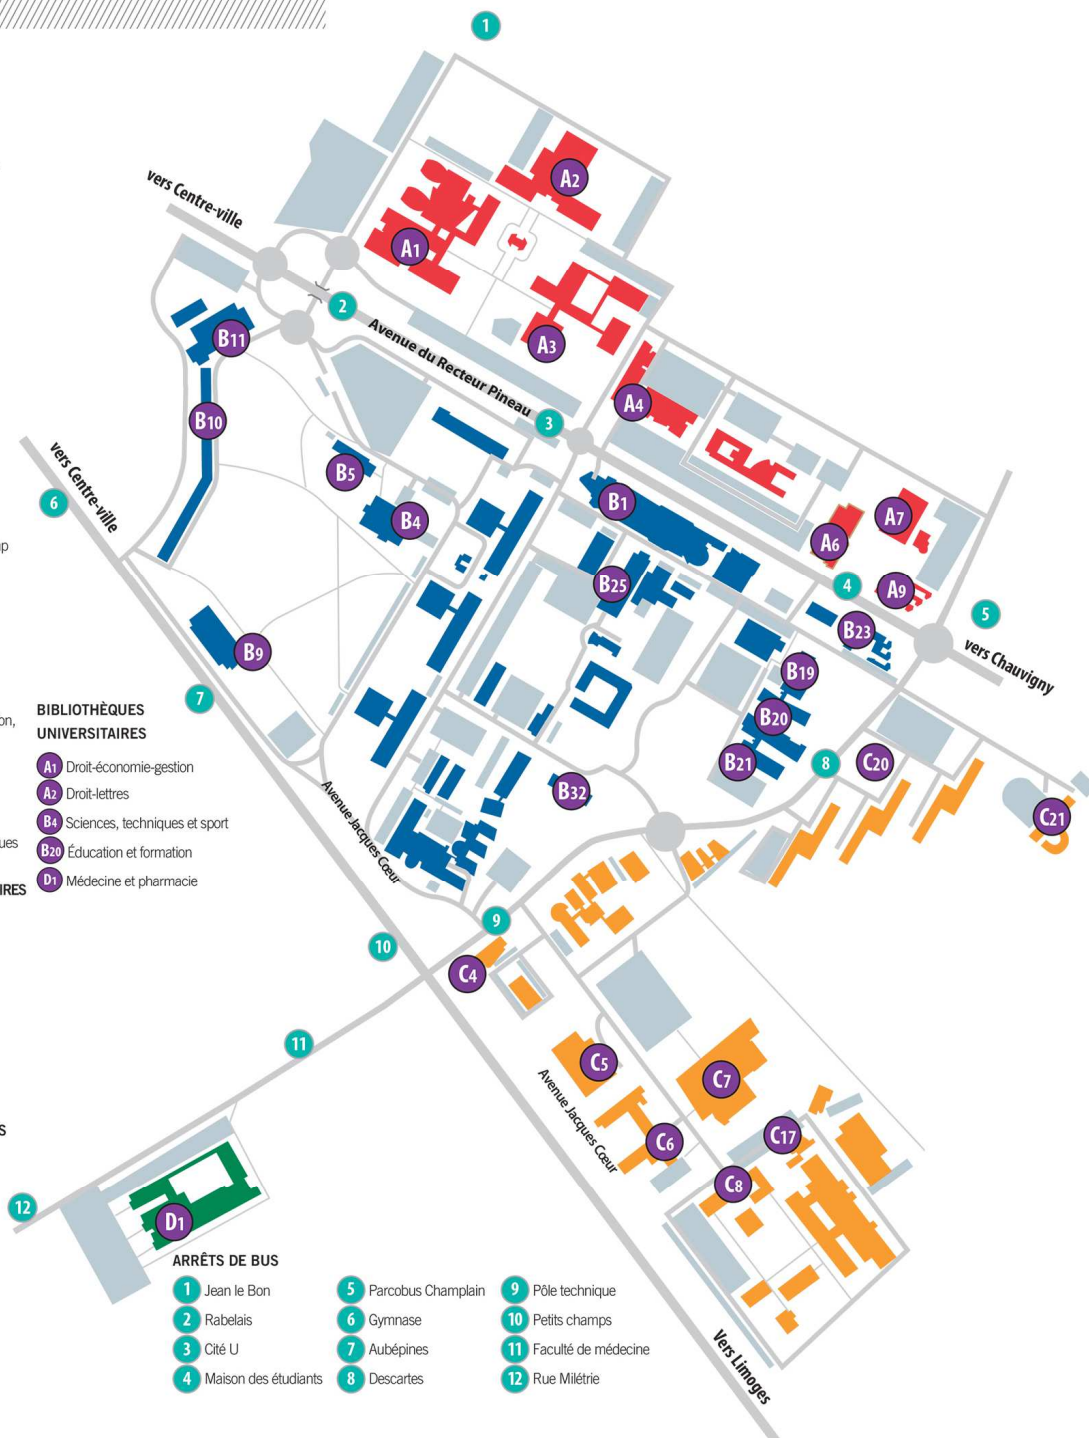 1
vers Centre-ville
A2
A1
2
Avenue du Recteur Pineau
A3
B11
A4
3
B10
vers Centre-ville
B5
6
B4
B1
A7
A6
p
B25
4
A9
5
B23
vers Chauvigny
B9
B19
7
on,
BIBLIOTHÈQUES
UNIVERSITAIRES
A1 Droit-économie-gestion
A2 Droit-lettres
B4 Sciences, techniques et sport
ues
B20 Éducation et formation
D1 Médecine et pharmacie
IRES
B20
B21
8
C20
B32
C21
Avenue Jacques Cœur
9
10
C4
11
C5
C7
Avenue Jacques Cœur
C6
C17
C8
S
12
D1
Vers Limoges
ARRÊTS DE BUS
1 Jean le Bon
2 Rabelais
3 Cité U
4 Maison des étudiants
5 Parcobus Champlain
6 Gymnase
7 Aubépines
8 Descartes
9 Pôle technique
10 Petits champs
11 Faculté de médecine
12 Rue Milétrie